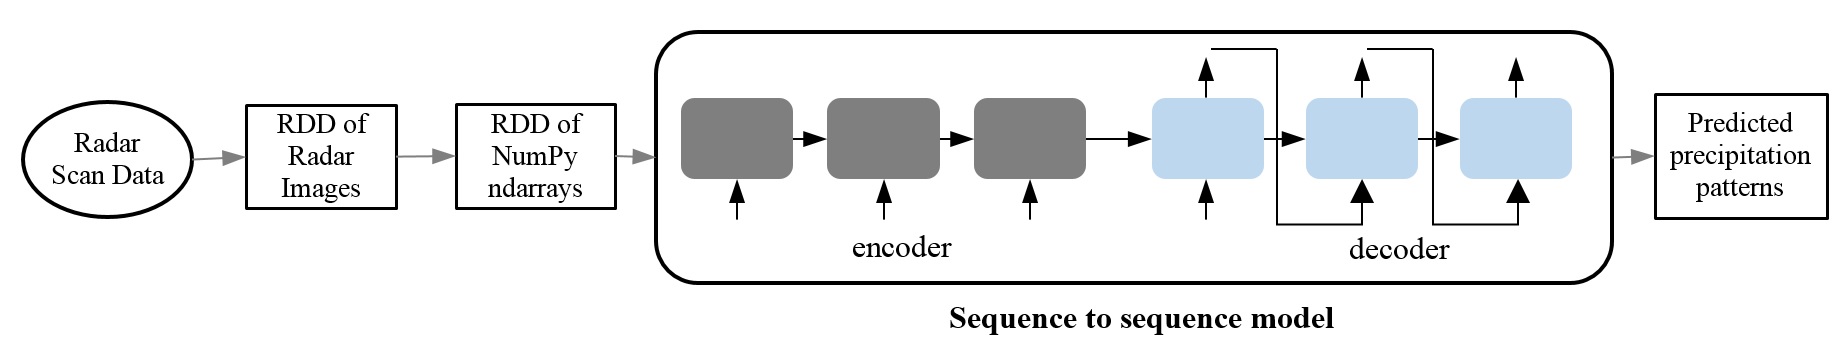 Radar
Scan Data
RDD of
Radar
Images
RDD of
NumPy
ndarrays
encoder
decoder
Predicted
precipitation
patterns
Sequence to sequence model